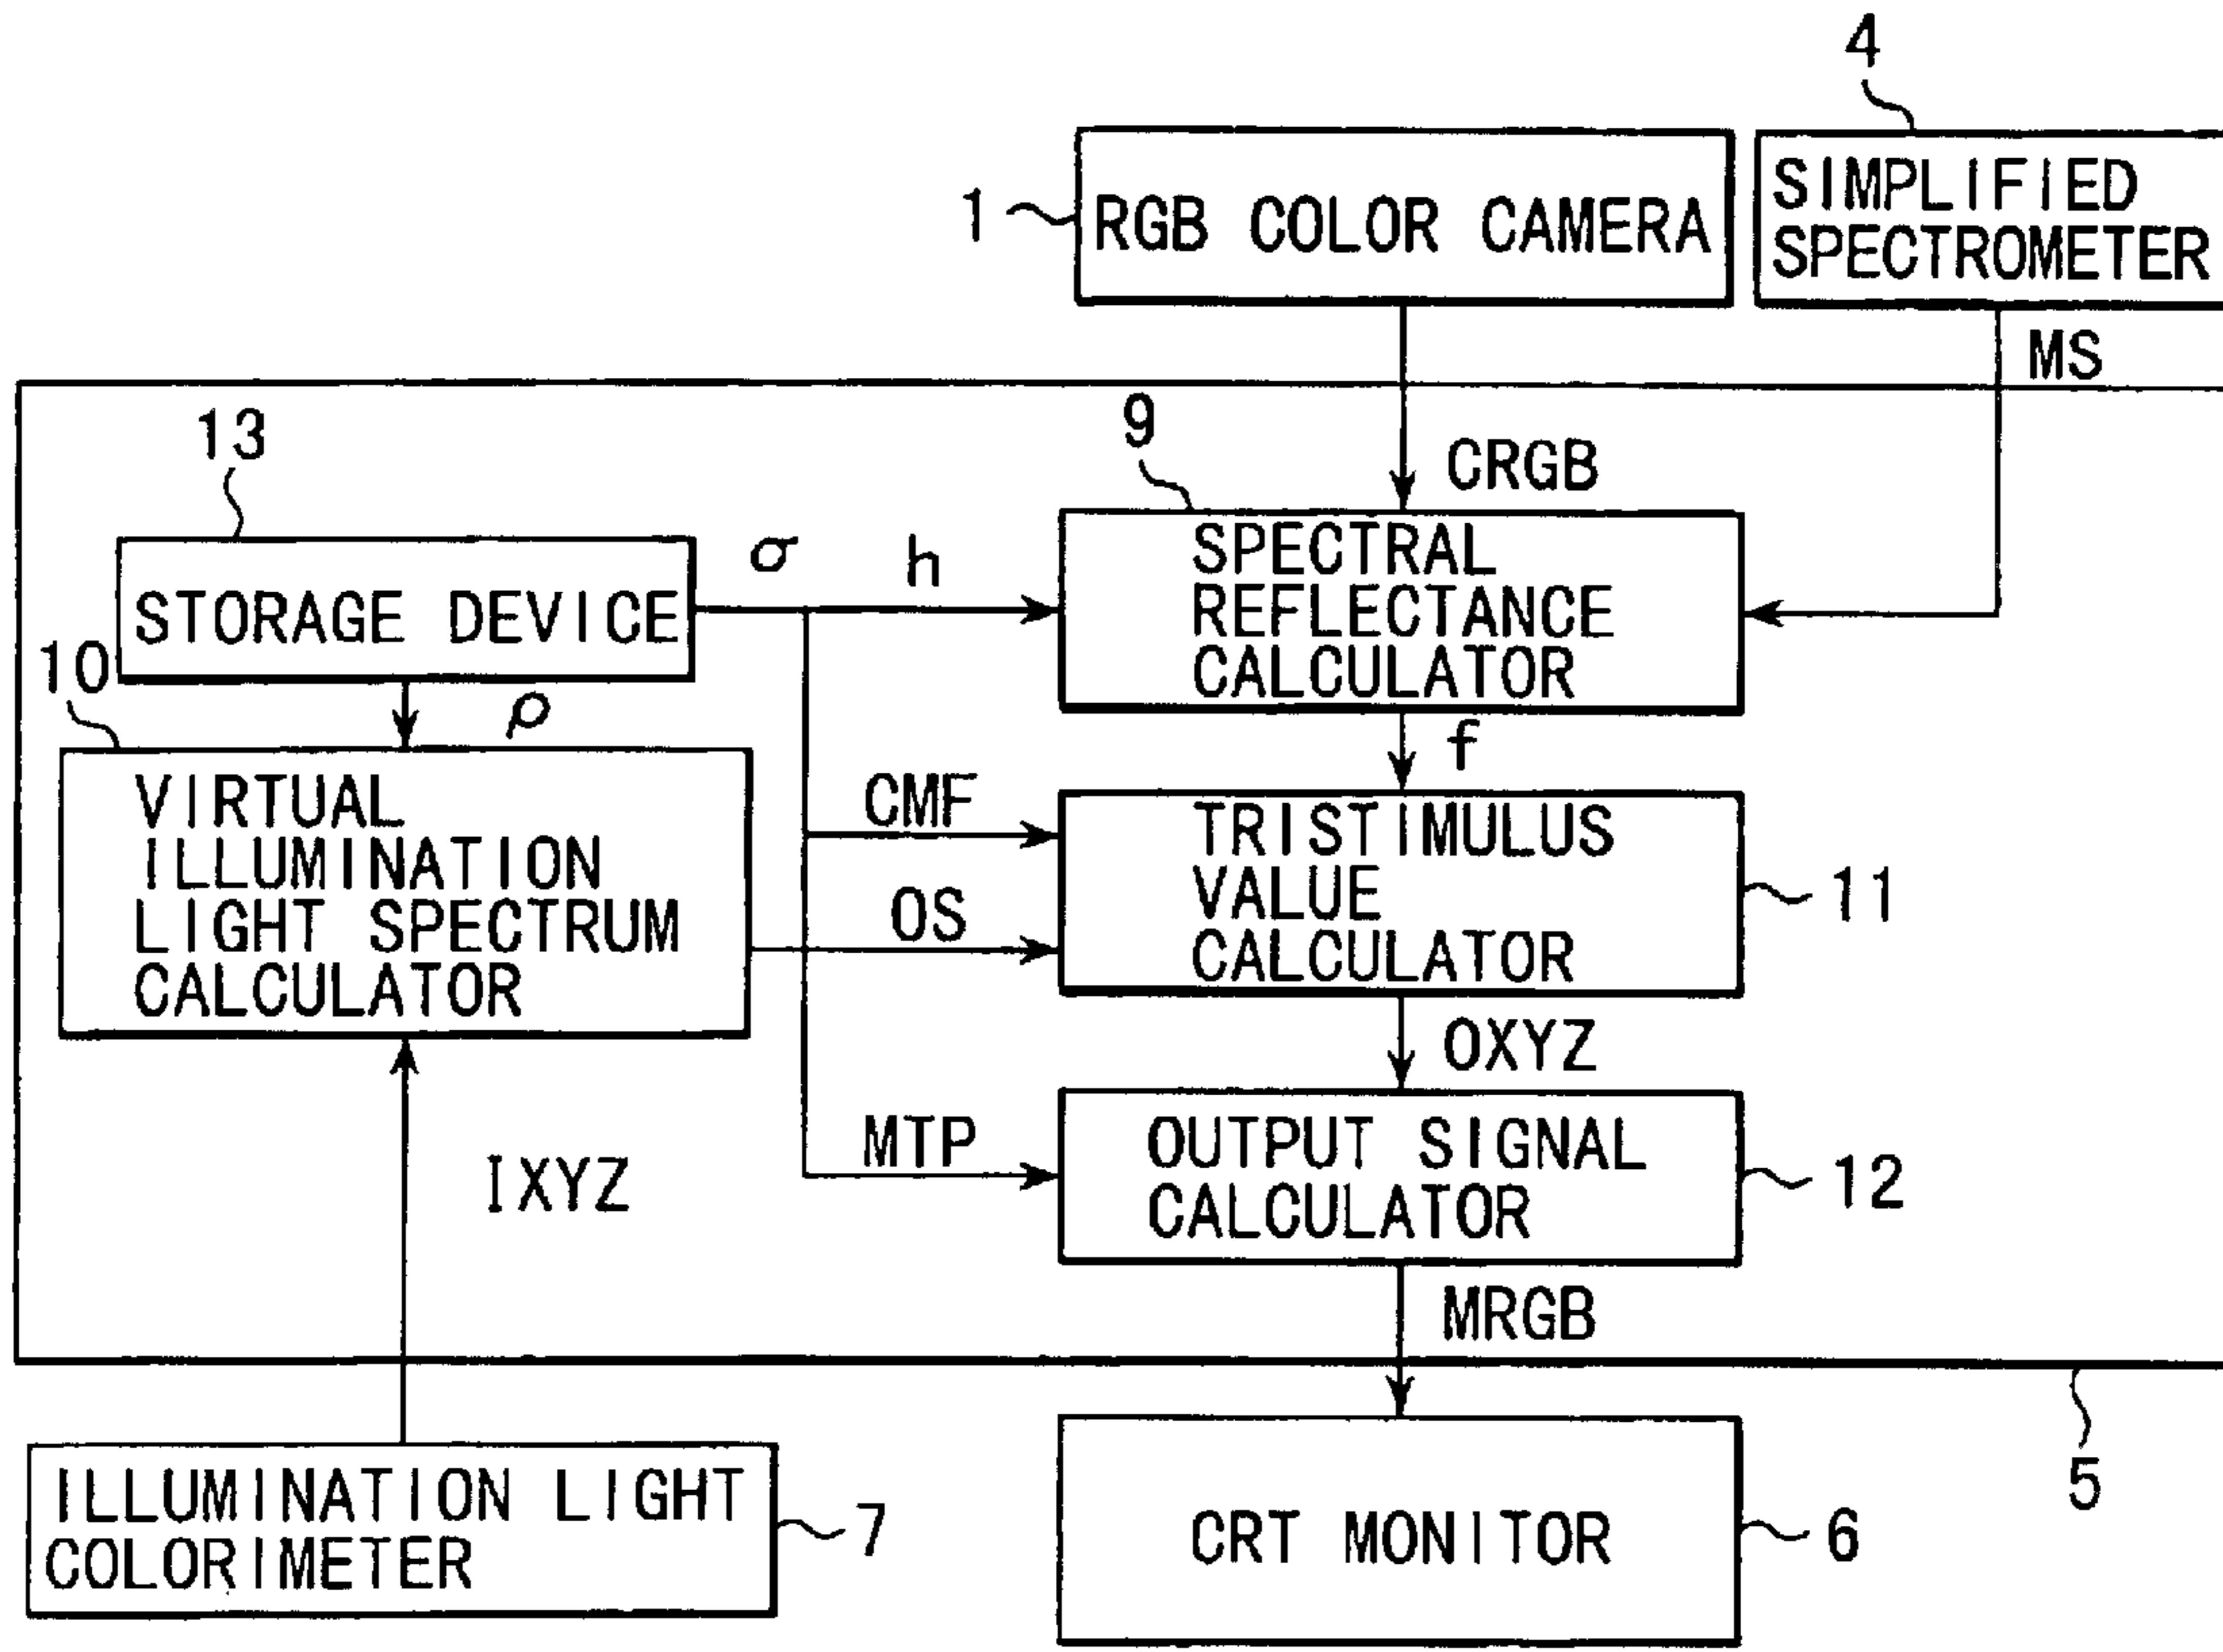 4
1
RGB COLOR CAMERA
SIMPLIFIED
SPECTROMETER
MS
13
9
CRGB
STORAGE DEVICE
σ
h
SPECTRAL
REFLECTANCE
CALCULATOR
10
ρ
f
VIRTUAL
ILLUMINATION
LIGHT SPECTRUM
CALCULATOR
CMF
OS
TRISTIMULUS
VALUE
CALCULATOR
11
OXYZ
IXYZ
MTP
OUTPUT SIGNAL
CALCULATOR
12
MRGB
5
ILLUMINATION LIGHT
COLORIMETER
7
CRT MONITOR
6